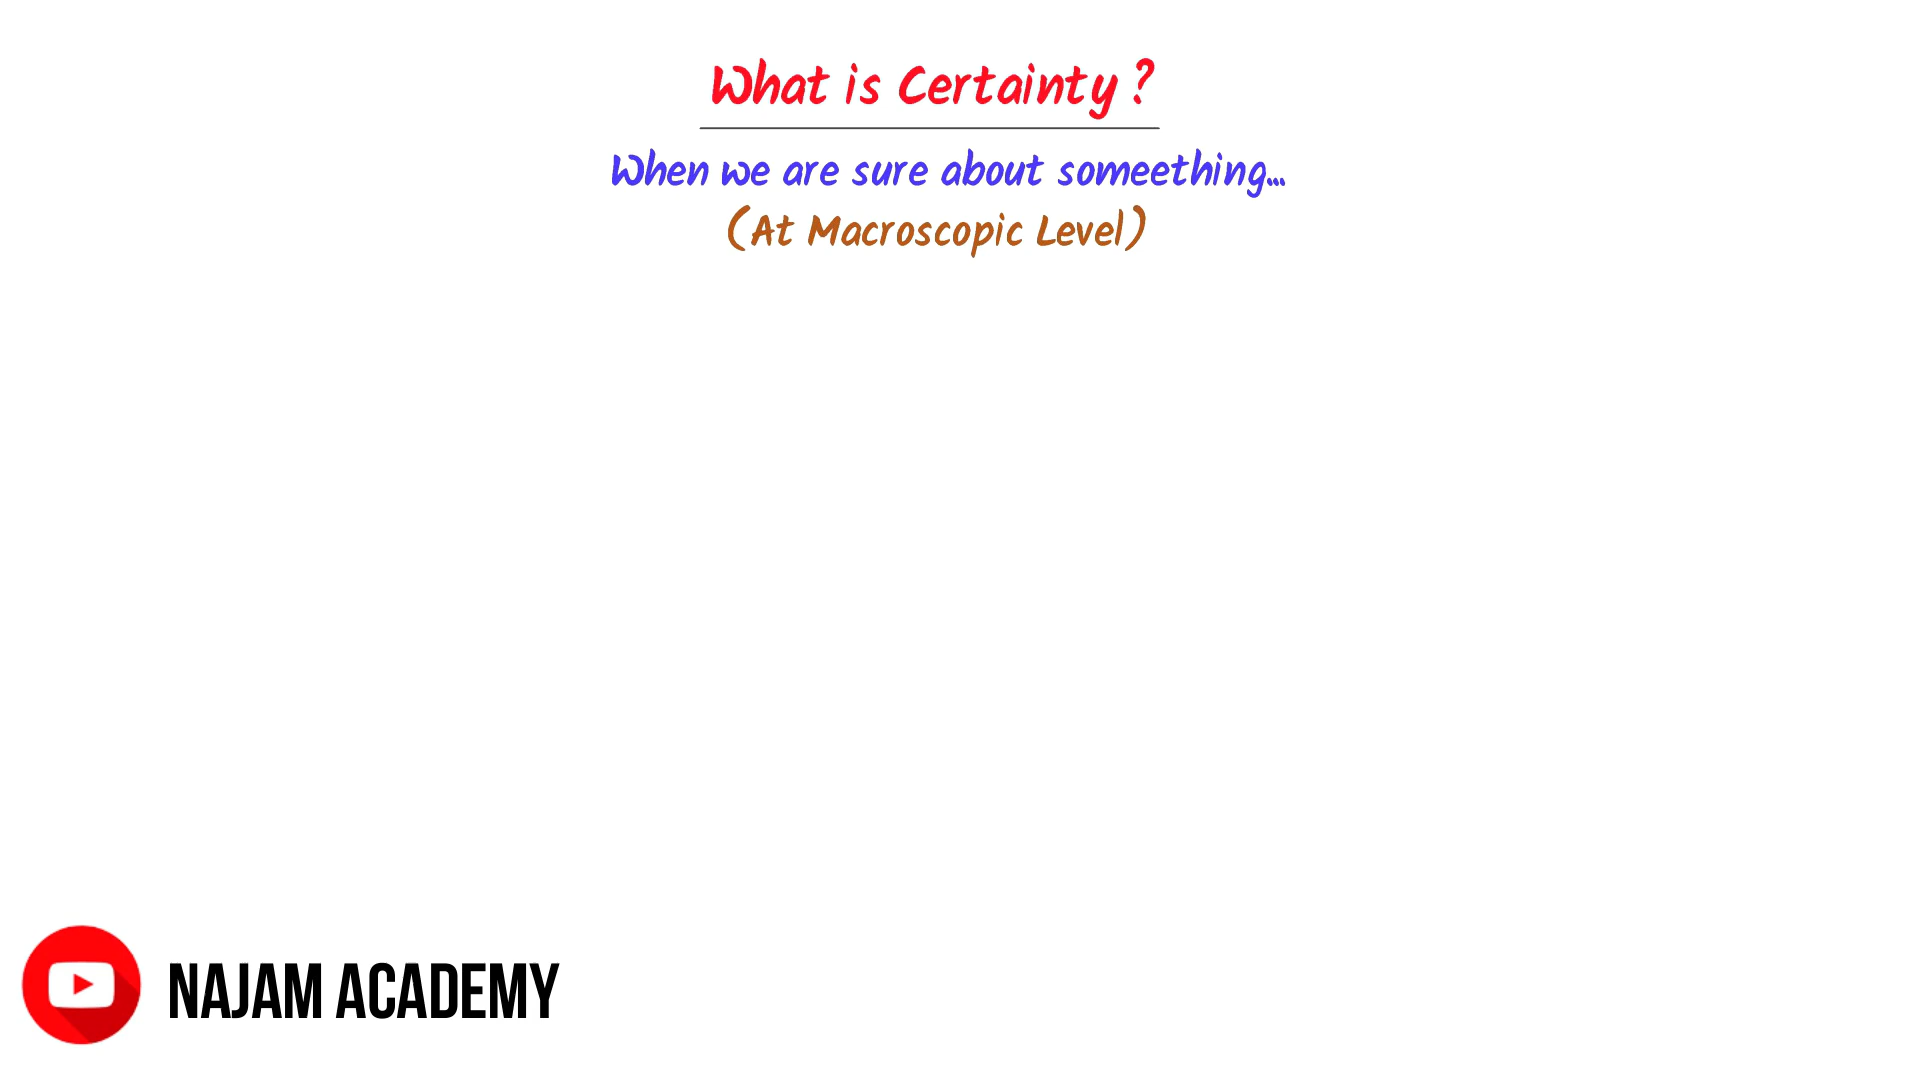 What is Certainty ?
When we are sure about someething...
(At Macroscopic Level)
NAJAM ACADEMY